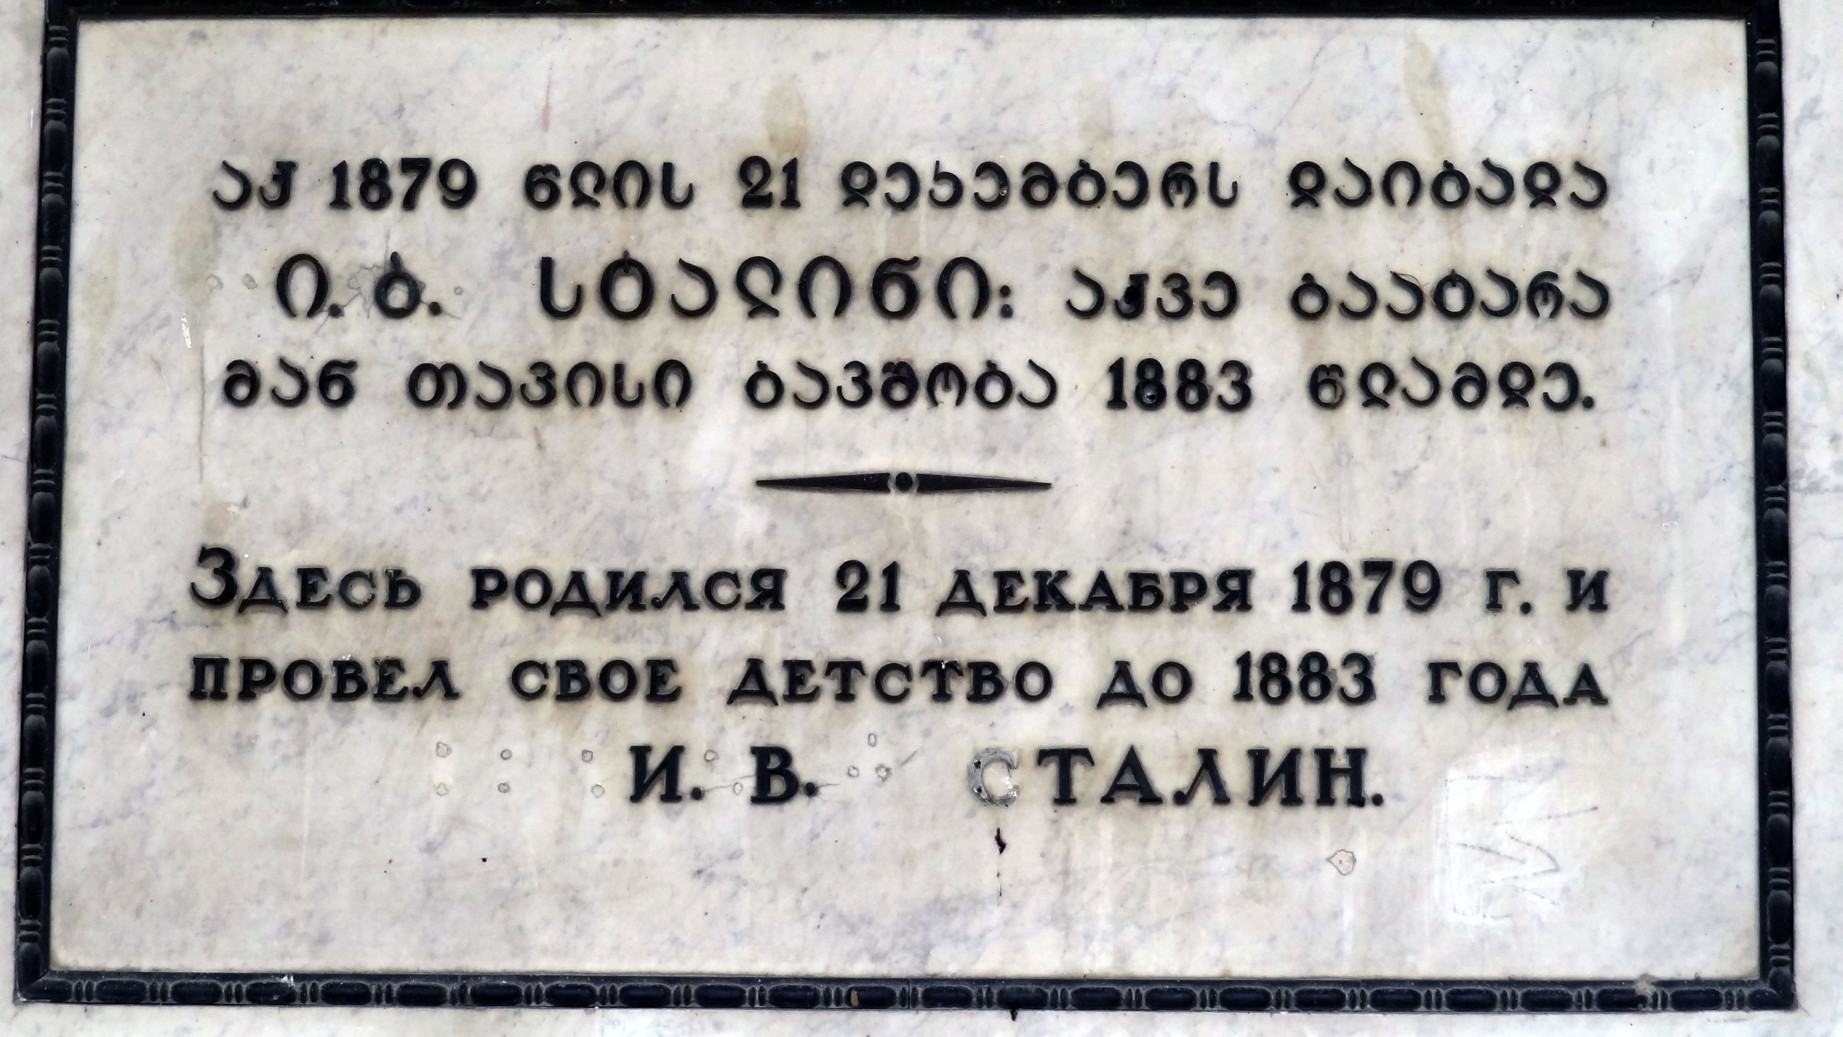 აქ 1879 წლის 21 დეხემბერს დაიბადა
ი. ბ. სტალინი: აქვე გაატარა
მან თავისი ბავშობა 1883 წლამდე.
Здесь родился 21 декабря 1879 г. и
провел свое детство до 1883 года
И. В. СТАЛИН.